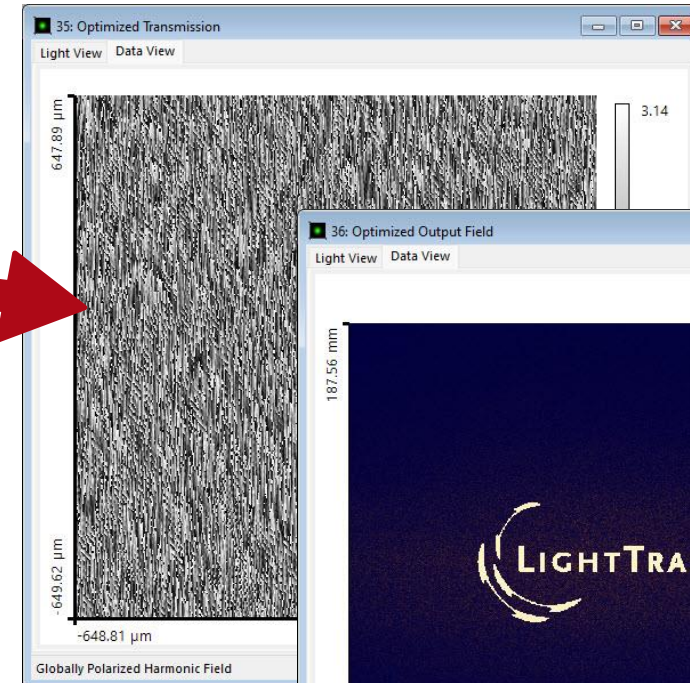 35: Optimized Transmission
Light View Data View
647.89 µm
3.14
-649.62 µm
-648.81 µm
Globally Polarized Harmonic Field
36: Optimized Output Field
Light View Data View
187.56 mm
LIGHTTRA